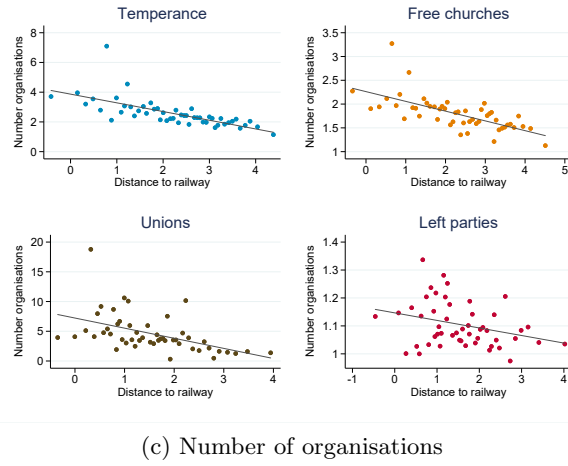 Temperance
Number organisations
8
6
4
2
0
0 1 2 3 4
Distance to railway
Free churches
Number organisations
3.5
3
2.5
2
1.5
1
0 1 2 3 4 5
Distance to railway
Unions
Number organisations
20
15
10
5
0
0 1 2 3 4
Distance to railway
Left parties
Number organisations
1.4
1.3
1.2
1.1
1
-1 0 1 2 3 4
Distance to railway
(c) Number of organisations